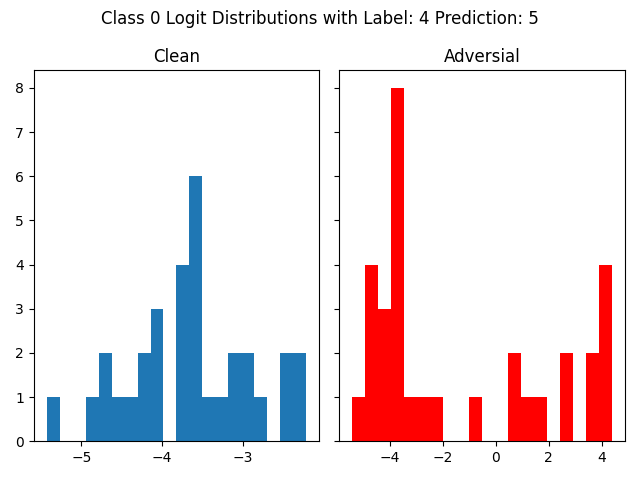 Class 0 Logit Distributions with Label: 4 Prediction: 5
Clean
Adversial
8
7
6
5
4
3
2
1
0
−5 −4 −3
−4 −2 0 2 4